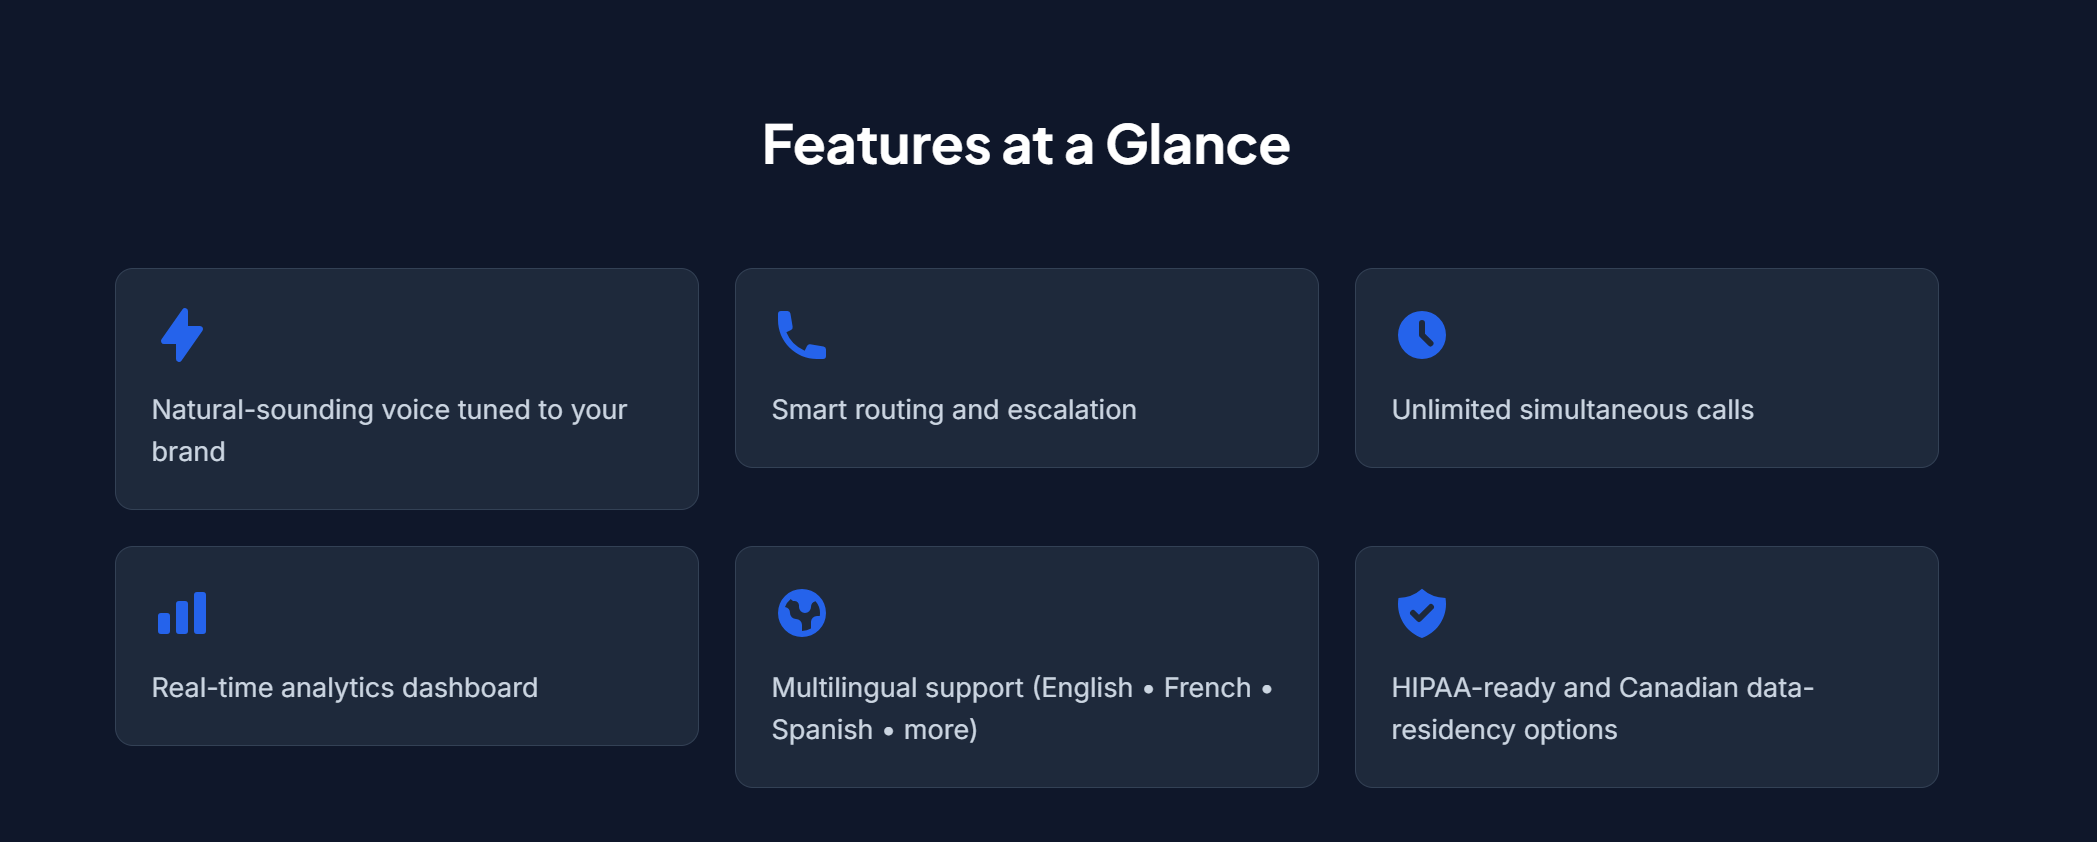 Features at a Glance
Natural-sounding voice tuned to your
brand
Smart routing and escalation
Unlimited simultaneous calls
Real-time analytics dashboard
Multilingual support (English • French •
Spanish • more)
HIPAA-ready and Canadian data-
residency options